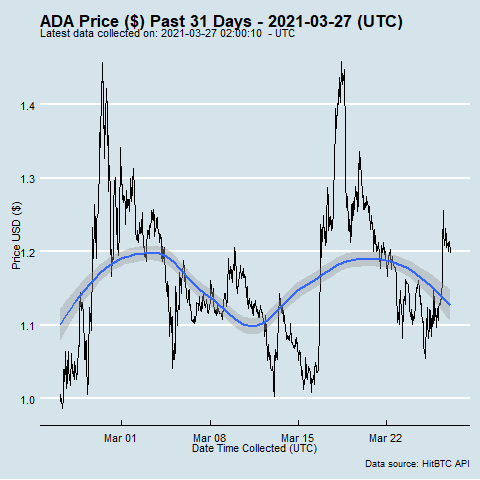 ADA Price ($) Past 31 Days - 2021-03-27 (UTC)
Latest data collected on: 2021-03-27 02:00:10 - UTC
Price USD ($)
1.4
1.3
1.2
1.1
1.0
Mar 01 Mar 08 Mar 15 Mar 22
Date Time Collected (UTC)
Data source: HitBTC API